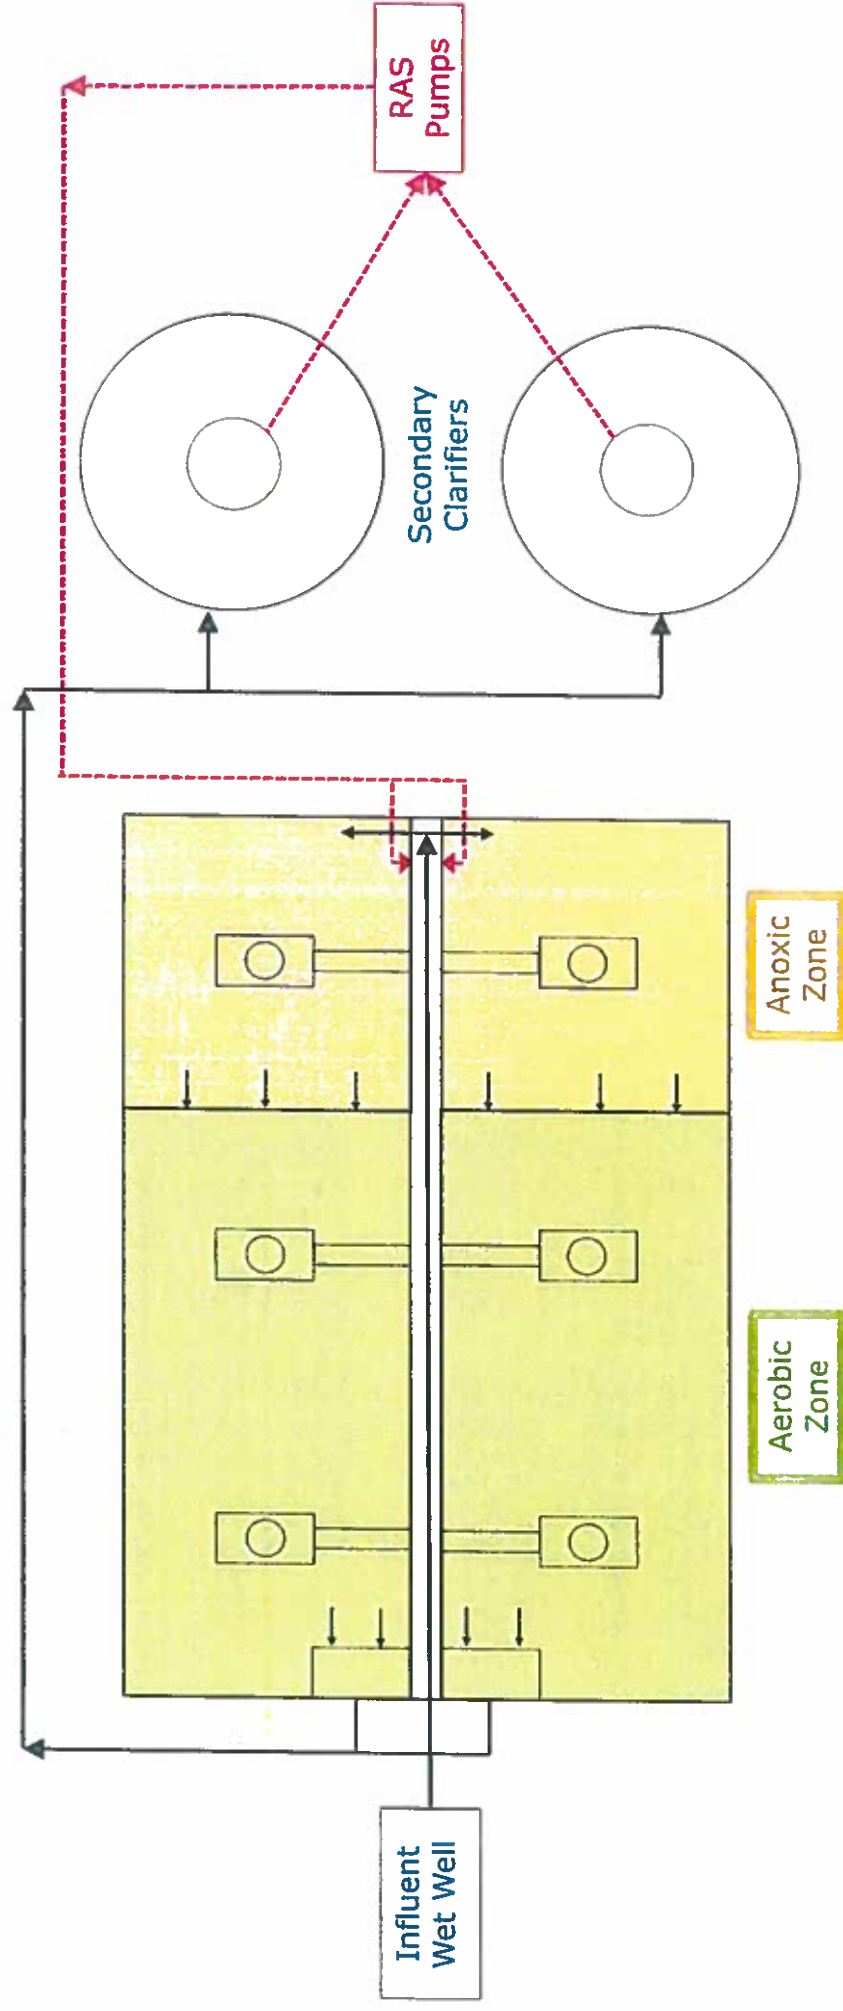 RAS
Pumps
Secondary
Clarifiers
Anoxic
Zone
Aerobic
Zone
Influent
Wet Well